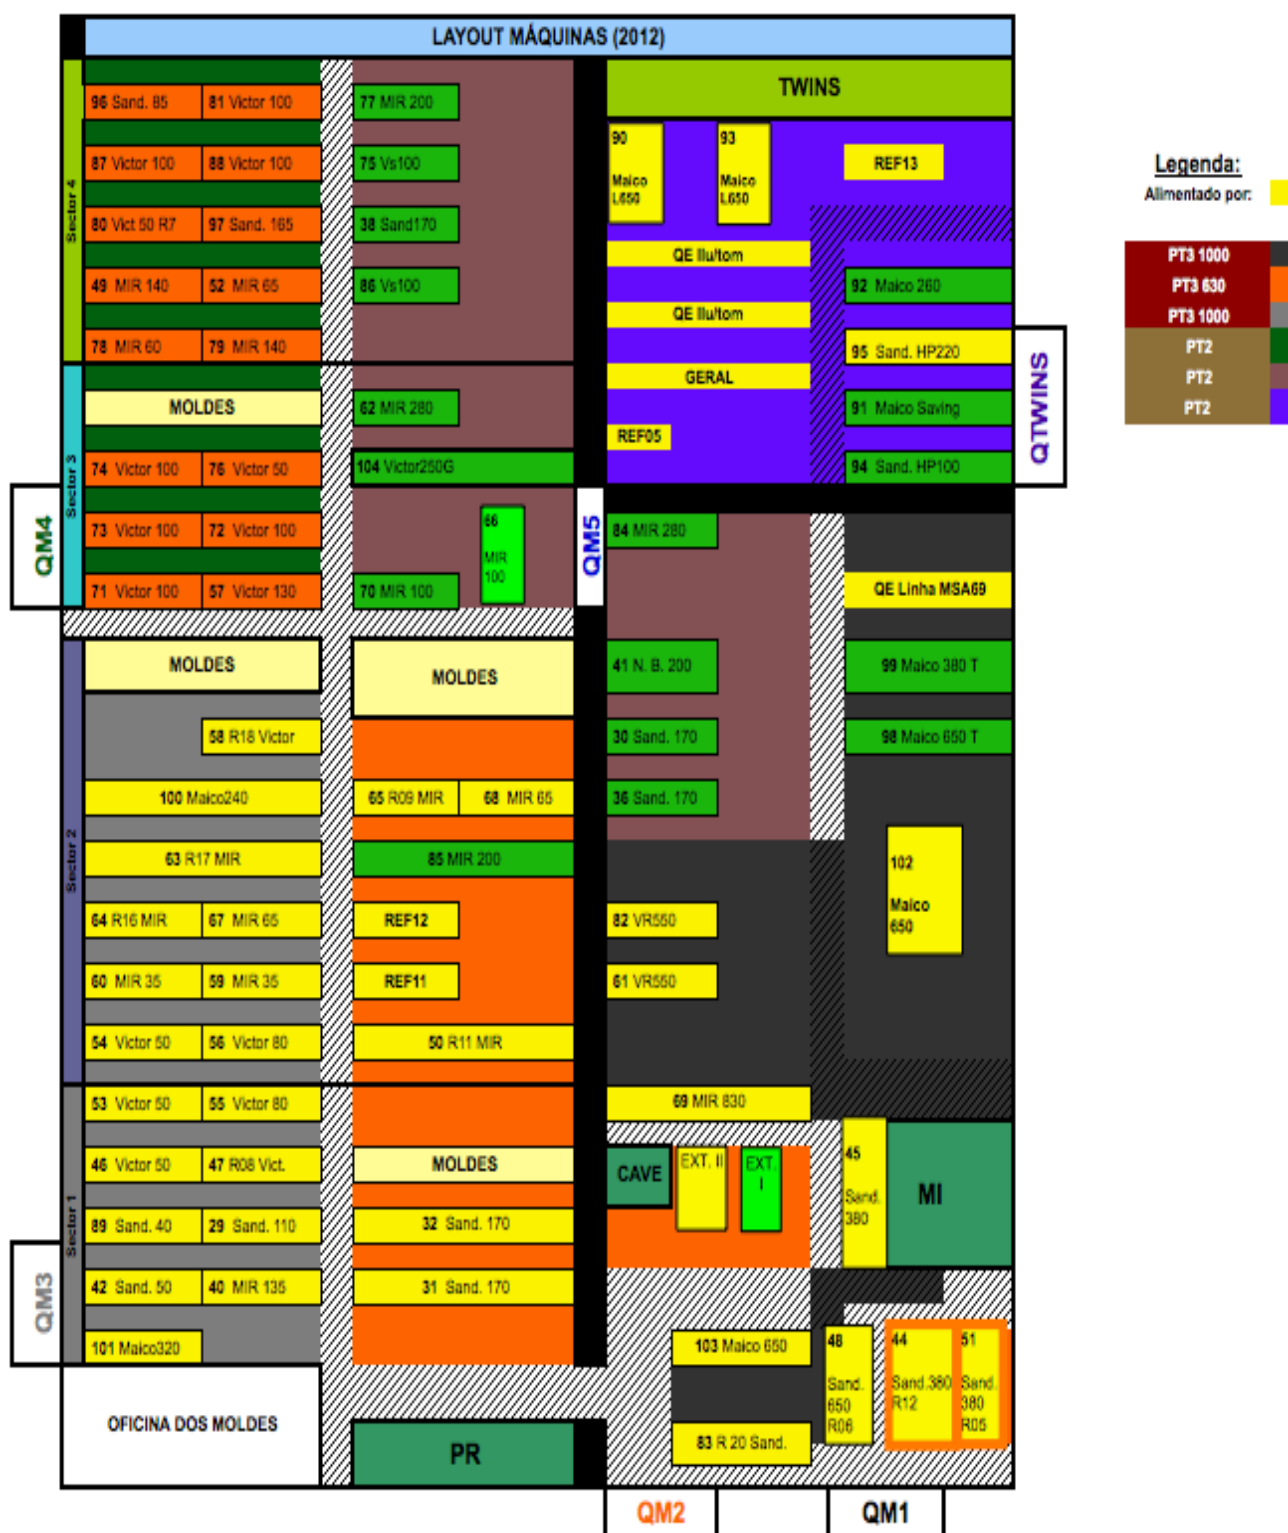 LAYOUT MÁQUINAS (2012)
Sector 4
96 Sand. 85
81 Victor 100
87 Victor 100
88 Victor 100
80 Vict 50 R7
97 Sand. 165
49 MIR 140
52 MIR 65
78 MIR 60
79 MIR 140
77 MIR 200
75 Vs100
38 Sand170
86 Vs100
Sector 3
MOLDES
74 Victor 100
76 Victor 50
73 Victor 100
72 Victor 100
71 Victor 100
57 Victor 130
62 MIR 280
104 Victor250G
66
MIR
100
70 MIR 100
QM4
QM5
TWINS
90
Maico
L650
93
Maico
L650
REF13
QE Ilu/tom
92 Maico 260
QE Ilu/tom
95 Sand. HP220
GERAL
91 Maico Saving
REF05
94 Sand. HP100
QTWINS
Legenda:
Alimentado por:
PT3 1000
PT3 630
PT3 1000
PT2
PT2
PT2
84 MIR 280
QE Linha MSA69
41 N. B. 200
99 Maico 380 T
30 Sand. 170
98 Maico 650 T
36 Sand. 170
102
Maico
650
82 VR550
61 VR550
69 MIR 830
Sector 2
MOLDES
MOLDES
58 R18 Victor
100 Maico240
65 R09 MIR
68 MIR 65
63 R17 MIR
85 MIR 200
64 R16 MIR
67 MIR 65
REF12
60 MIR 35
59 MIR 35
REF11
54 Victor 50
56 Victor 80
50 R11 MIR
Sector 1
53 Victor 50
55 Victor 80
46 Victor 50
47 R08 Vict.
MOLDES
89 Sand. 40
29 Sand. 110
32 Sand. 170
42 Sand. 50
40 MIR 135
31 Sand. 170
101 Maico320
QM3
OFICINA DOS MOLDES
PR
CAVE
EXT. II
EXT.
I
45
Sand.
380
MI
103 Maico 650
48
Sand.
650
R06
44
Sand.380
R12
51
Sand.
380
R05
83 R 20 Sand.
QM2
QM1